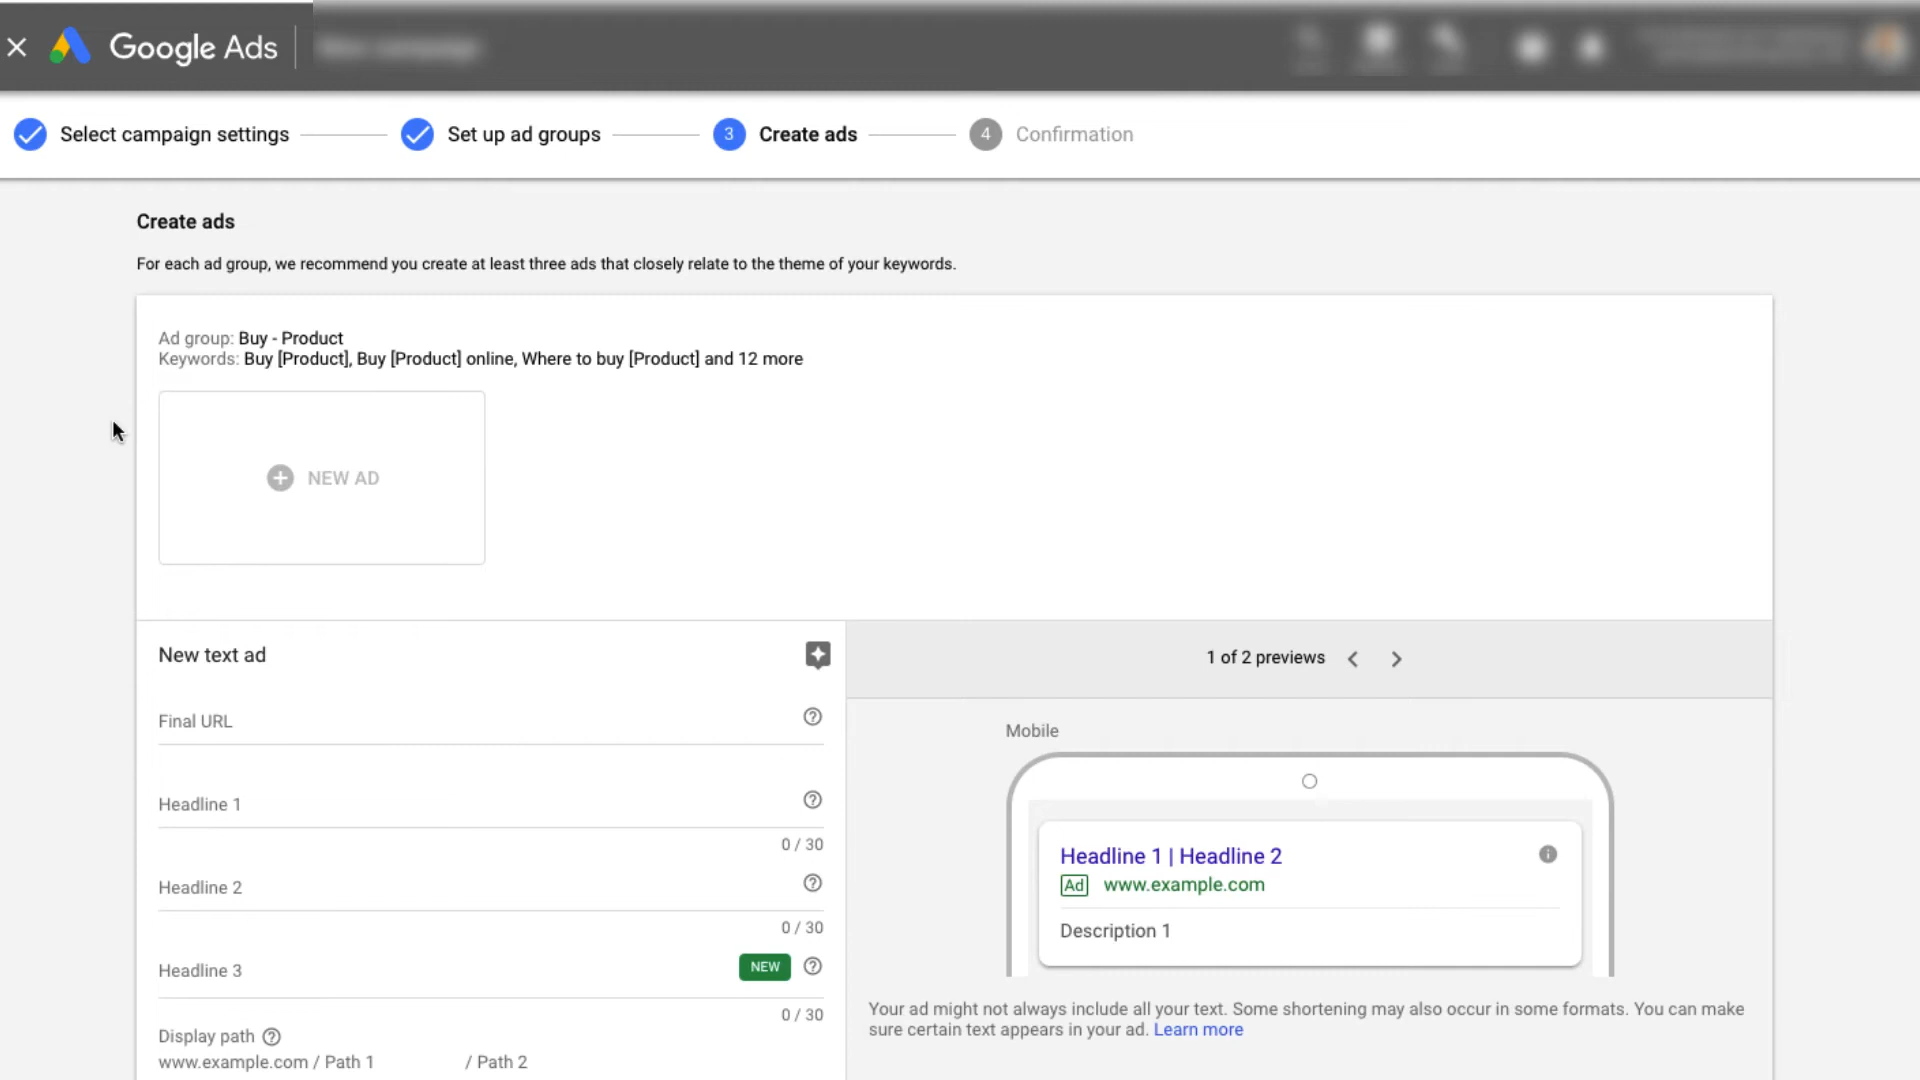 Google Ads
Select campaign settings
Set up ad groups
3 Create ads
4 Confirmation
Create ads
For each ad group, we recommend you create at least three ads that closely relate to the theme of your keywords.
Ad group: Buy - Product
Keywords: Buy [Product], Buy [Product] online, Where to buy [Product] and 12 more
NEW AD
New text ad
Final URL
Headline 1
0 / 30
Headline 2
0 / 30
Headline 3
NEW
0 / 30
Display path
www.example.com / Path 1 / Path 2
1 of 2 previews
Mobile
Headline 1 | Headline 2
Ad www.example.com
Description 1
Your ad might not always include all your text. Some shortening may also occur in some formats. You can make
sure certain text appears in your ad. Learn more